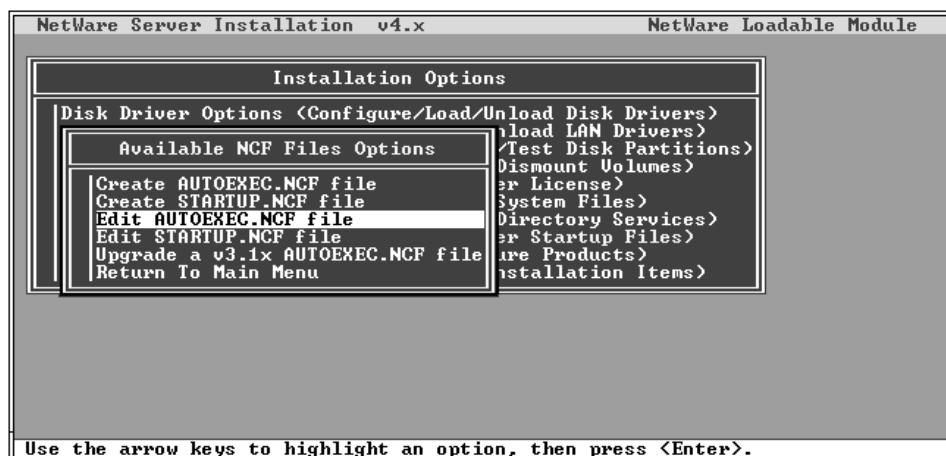 NetWare Server Installation v4.x NetWare Loadable Module
Installation Options
Disk Driver Options (Configure/Load/Unload Disk Drivers)
nload LAN Drivers)
Available NCF Files Options /Test Disk Partitions)
Dismount Volumes)
Create AUTOEXEC.NCF file er License)
Create STARTUP.NCF file System Files)
Edit AUTOEXEC.NCF file Directory Services)
Edit STARTUP.NCF file er Startup Files)
Upgrade a v3.1x AUTOEXEC.NCF file ure Products)
Return To Main Menu nstallation Items)
Use the arrow keys to highlight an option, then press <Enter>.